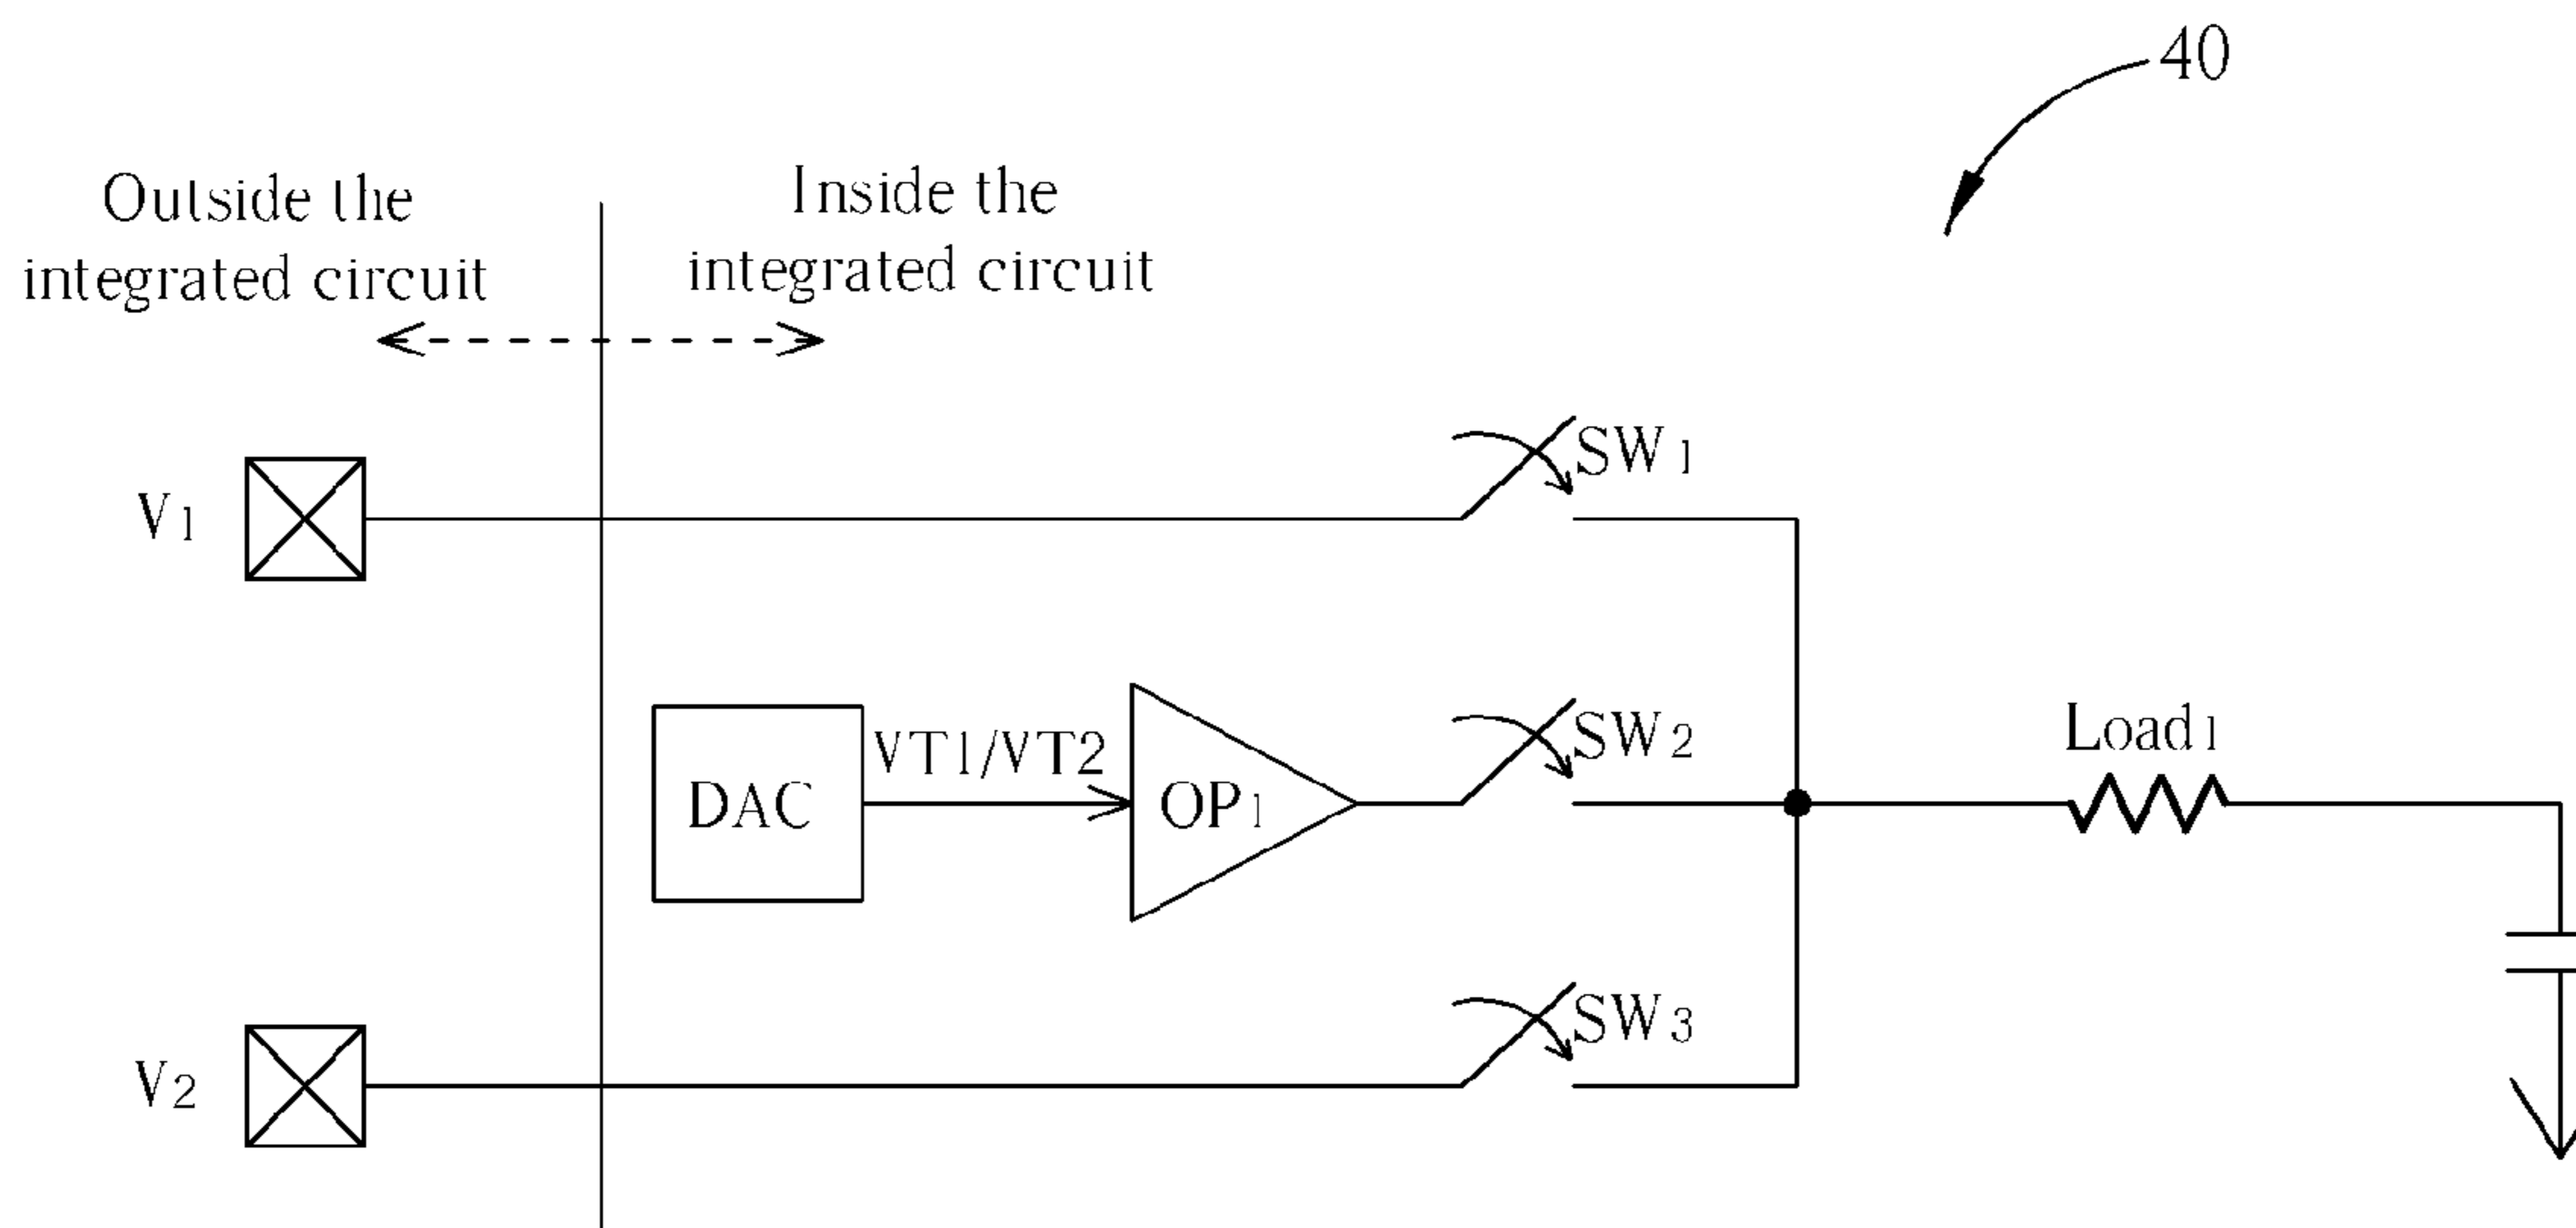 40
Outside the
integrated circuit
Inside the
integrated circuit
SW1
V1
SW2
VT1/VT2
Load1
DAC
OP1
SW3
V2